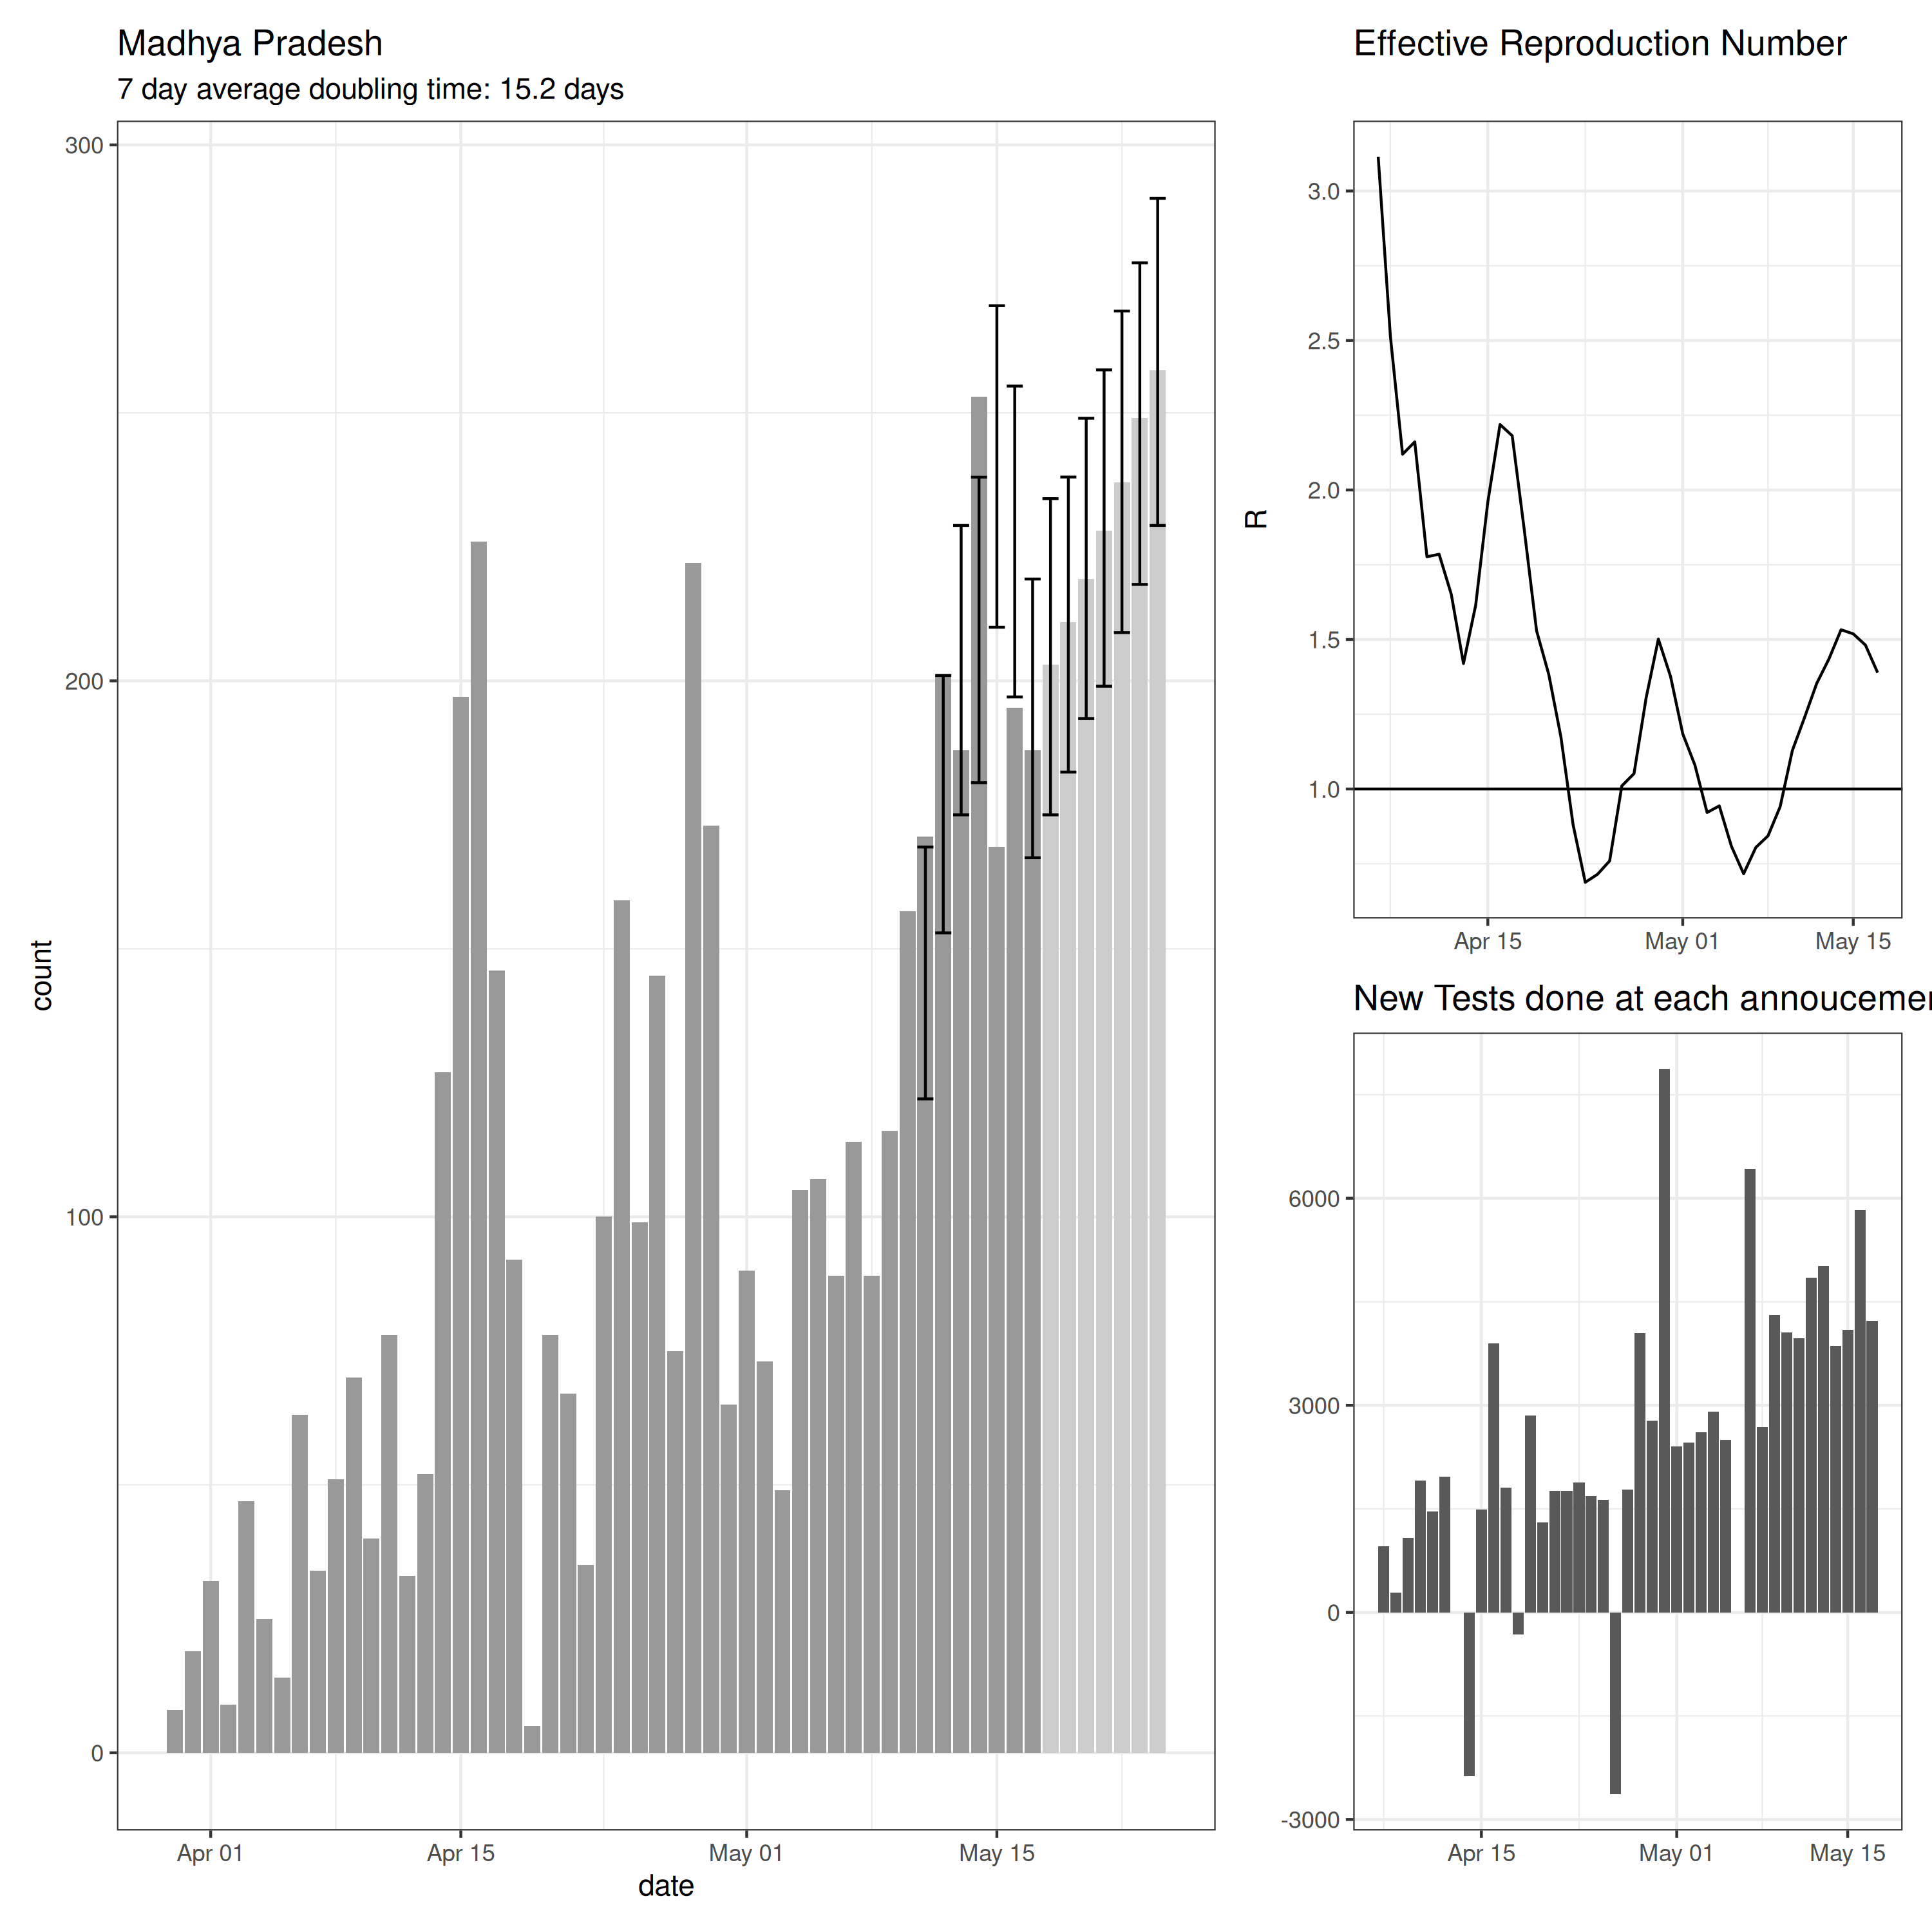 Madhya Pradesh
7 day average doubling time: 15.2 days
300
200
100
0
count
Apr 01
Apr 15
May 01
May 15
date
Effective Reproduction Number
3.0
2.5
2.0
1.5
1.0
R
Apr 15
May 01
May 15
New Tests done at each annoucemen
6000
3000
0
-3000
Apr 15
May 01
May 15